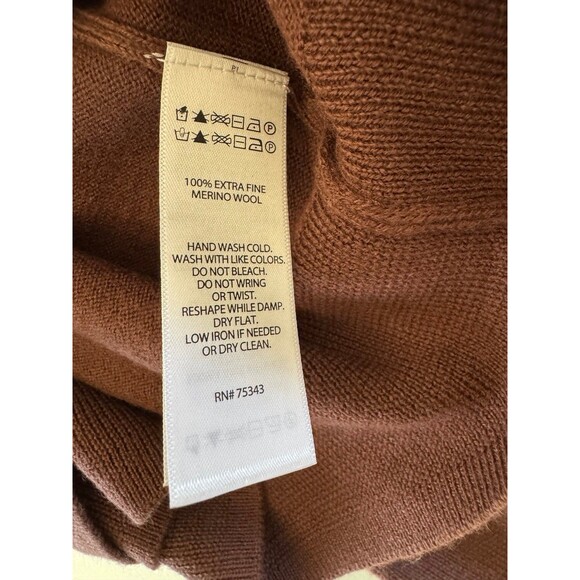 100% EXTRA FINE
MERINO WOOL
HAND WASH COLD.
WASH WITH LIKE COLORS.
DO NOT BLEACH.
DO NOT WRING
OR TWIST.
RESHAPE WHILE DAMP.
DRY FLAT.
LOW IRON IF NEEDED
OR DRY CLEAN.
RN# 75343